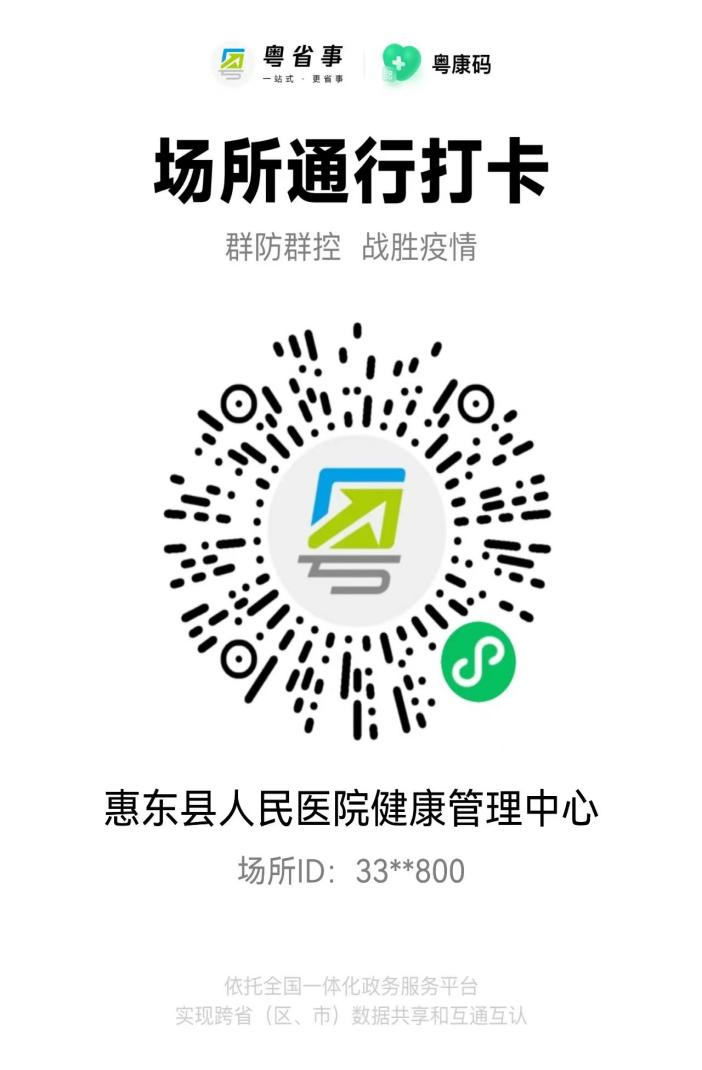 粤省事 粤康码
一站式 · 更省事
场所通行打卡
群防群控 战胜疫情
惠东县人民医院健康管理中心
场所ID：33**800
依托全国一体化政务服务平台
实现跨省（区、市）数据共享和互通互认